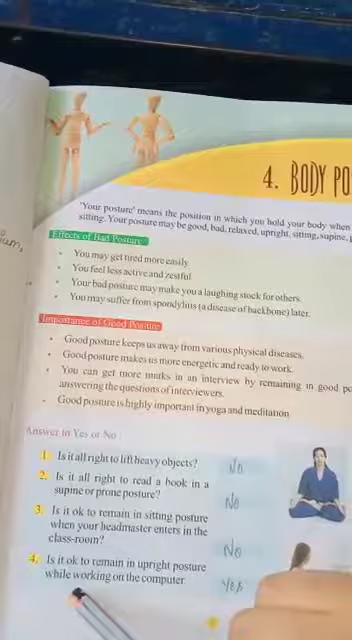 4. BODY PO
'Your posture' means the position in which you hold your body when
sitting. Your posture may be good, bad, relaxed, upright, sitting, supine,
Effects of Bad Posture
You may get tired more easily.
You feel less active and zestful.
Your bad posture may make you a laughing stock for others.
You may suffer from spondylitis (a disease of backbone) later.
Importance of Good Posture
Good posture keeps us away from various physical diseases.
Good posture makes us more energetic and ready to work.
You can get more marks in an interview by remaining in good po
answering the questions of interviewers.
Good posture is highly important in yoga and meditation
Answer to Yes or No :
1. Is it all right to lift heavy objects? No
2. Is it all right to read a book in a
supine or prone posture? No
3. Is it ok to remain in sitting posture
when your headmaster enters in the
class-room? No
4. Is it ok to remain in upright posture
while working on the computer Yes